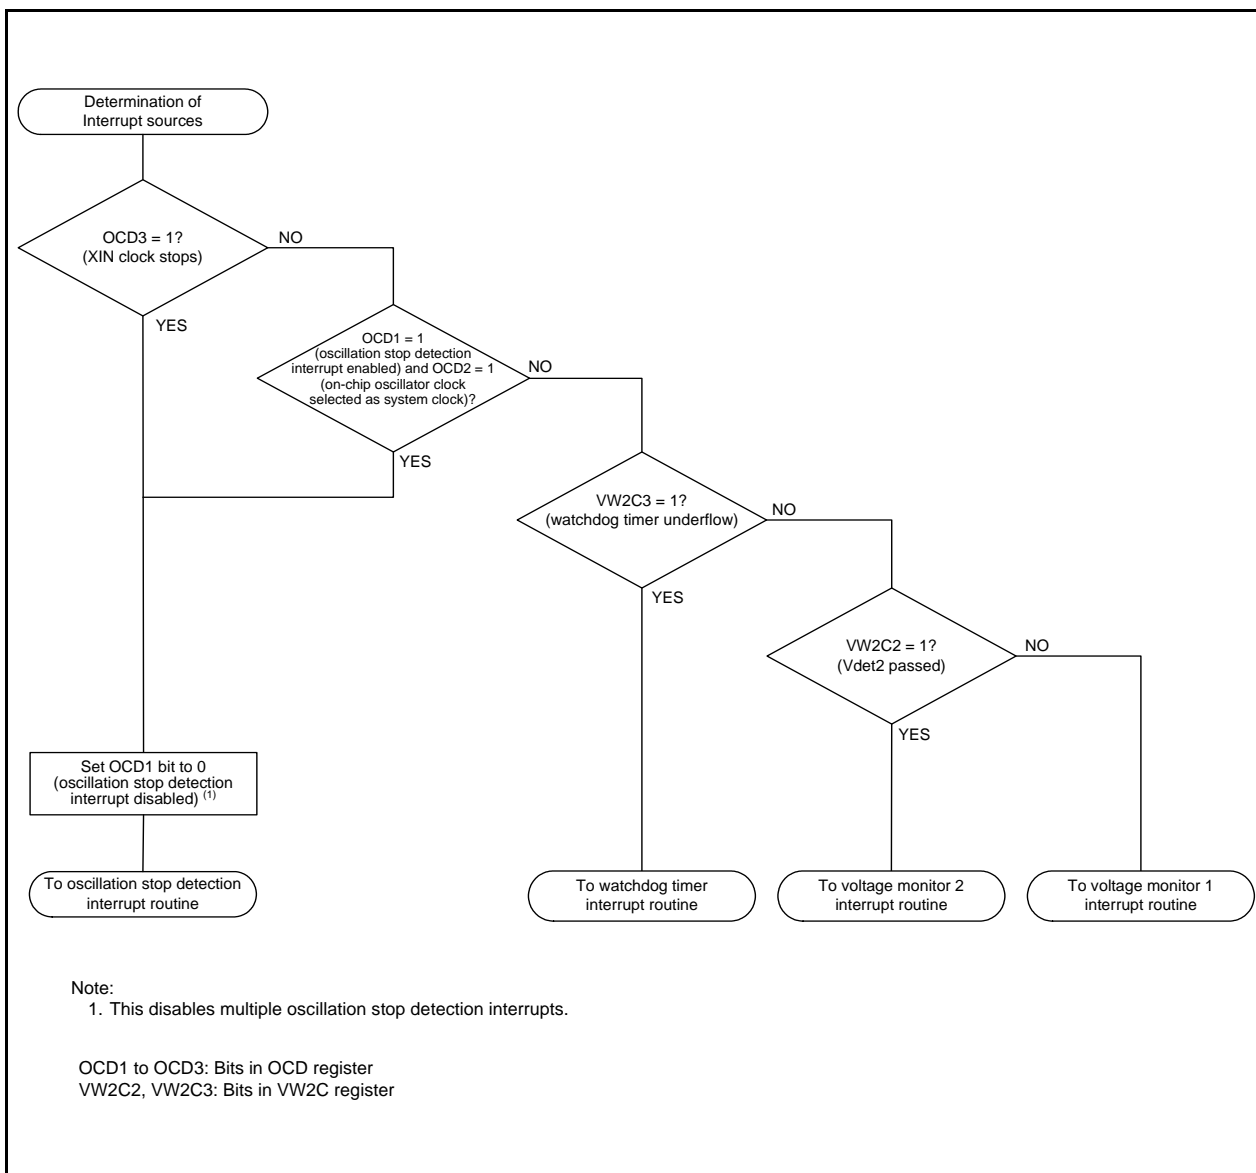 Determination of
Interrupt sources
OCD3 = 1?
(XIN clock stops)
NO
YES
OCD1 = 1
(oscillation stop detection
interrupt enabled) and OCD2 = 1
(on-chip oscillator clock
selected as system clock)?
NO
YES
VW2C3 = 1?
(watchdog timer underflow)
NO
YES
VW2C2 = 1?
(Vdet2 passed)
NO
YES
Set OCD1 bit to 0
(oscillation stop detection
interrupt disabled) (1)
To oscillation stop detection
interrupt routine
To watchdog timer
interrupt routine
To voltage monitor 2
interrupt routine
To voltage monitor 1
interrupt routine
Note:
1. This disables multiple oscillation stop detection interrupts.
OCD1 to OCD3: Bits in OCD register
VW2C2, VW2C3: Bits in VW2C register